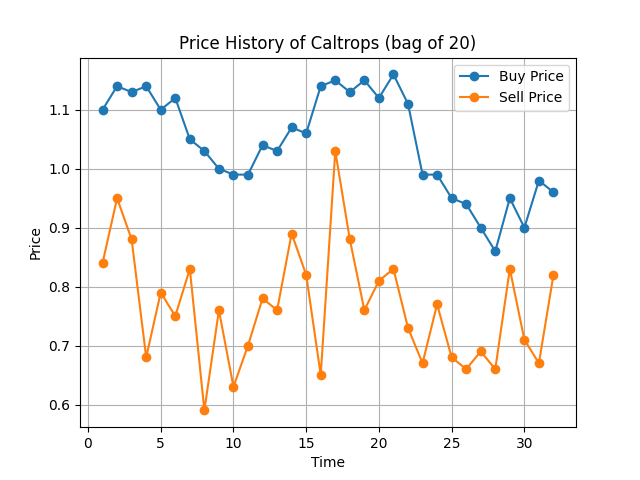 Price History of Caltrops (bag of 20)
Buy Price
Sell Price
1.1
1.0
0.9
0.8
0.7
0.6
Price
0 5 10 15 20 25 30
Time